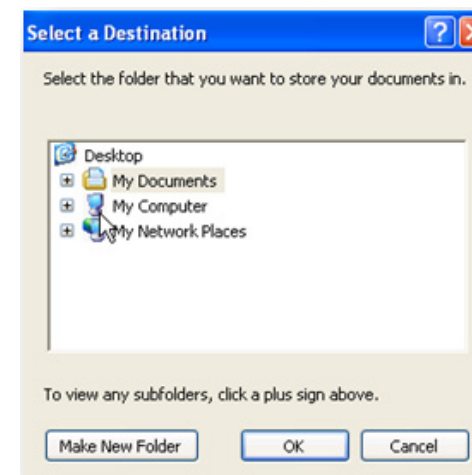 Select a Destination
Select the folder that you want to store your documents in.
Desktop
My Documents
My Computer
My Network Places
To view any subfolders, click a plus sign above.
Make New Folder OK Cancel